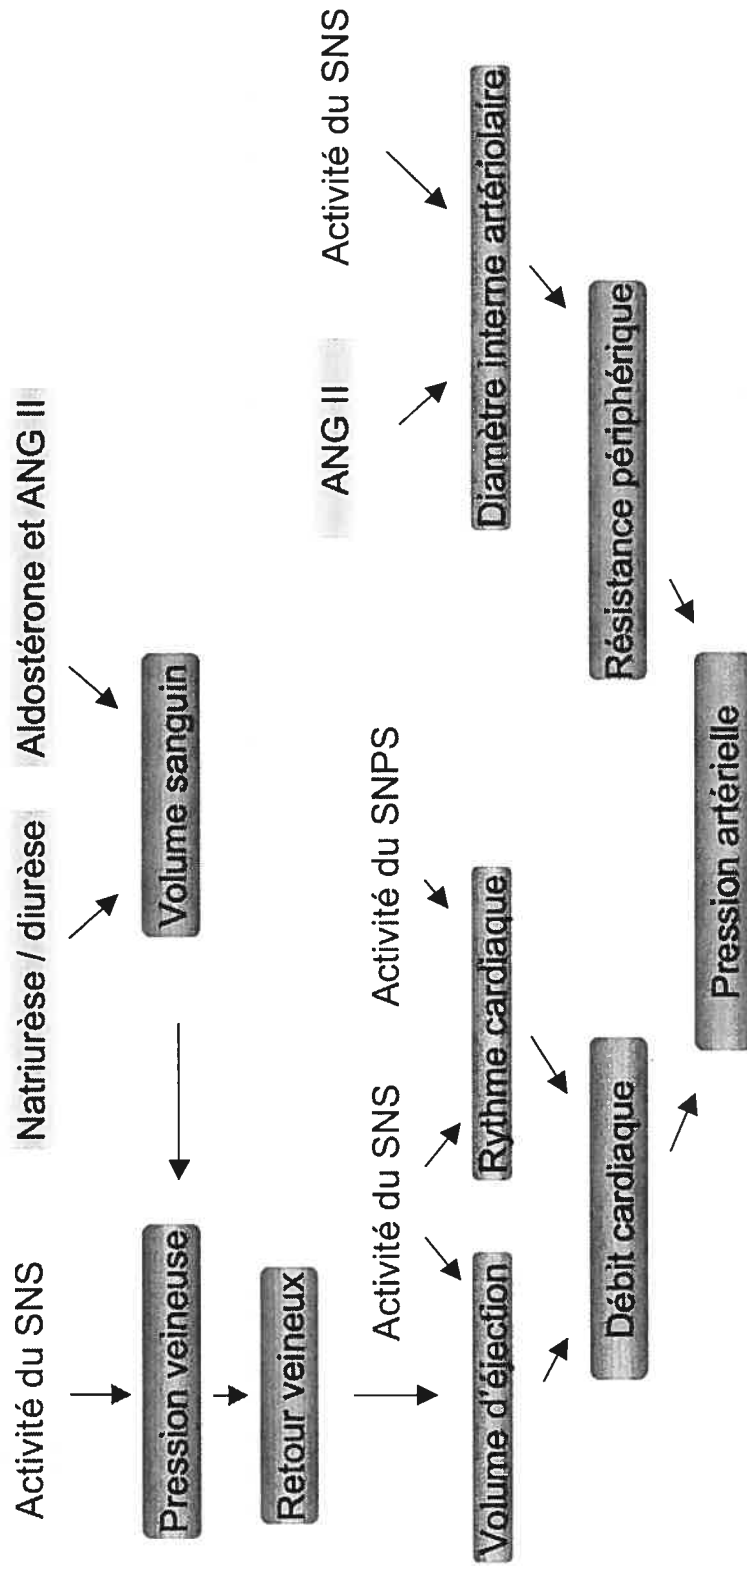 Activité du SNS
Natriurèse / diurèse
Aldostérone et ANG II
Pression veineuse
Volume sanguin
Retour veineux
Activité du SNS
Activité du SNPS
ANG II
Activité du SNS
Volume d'éjection
Rythme cardiaque
Diamètre interne artériolaire
Débit cardiaque
Résistance périphérique
Pression artérielle